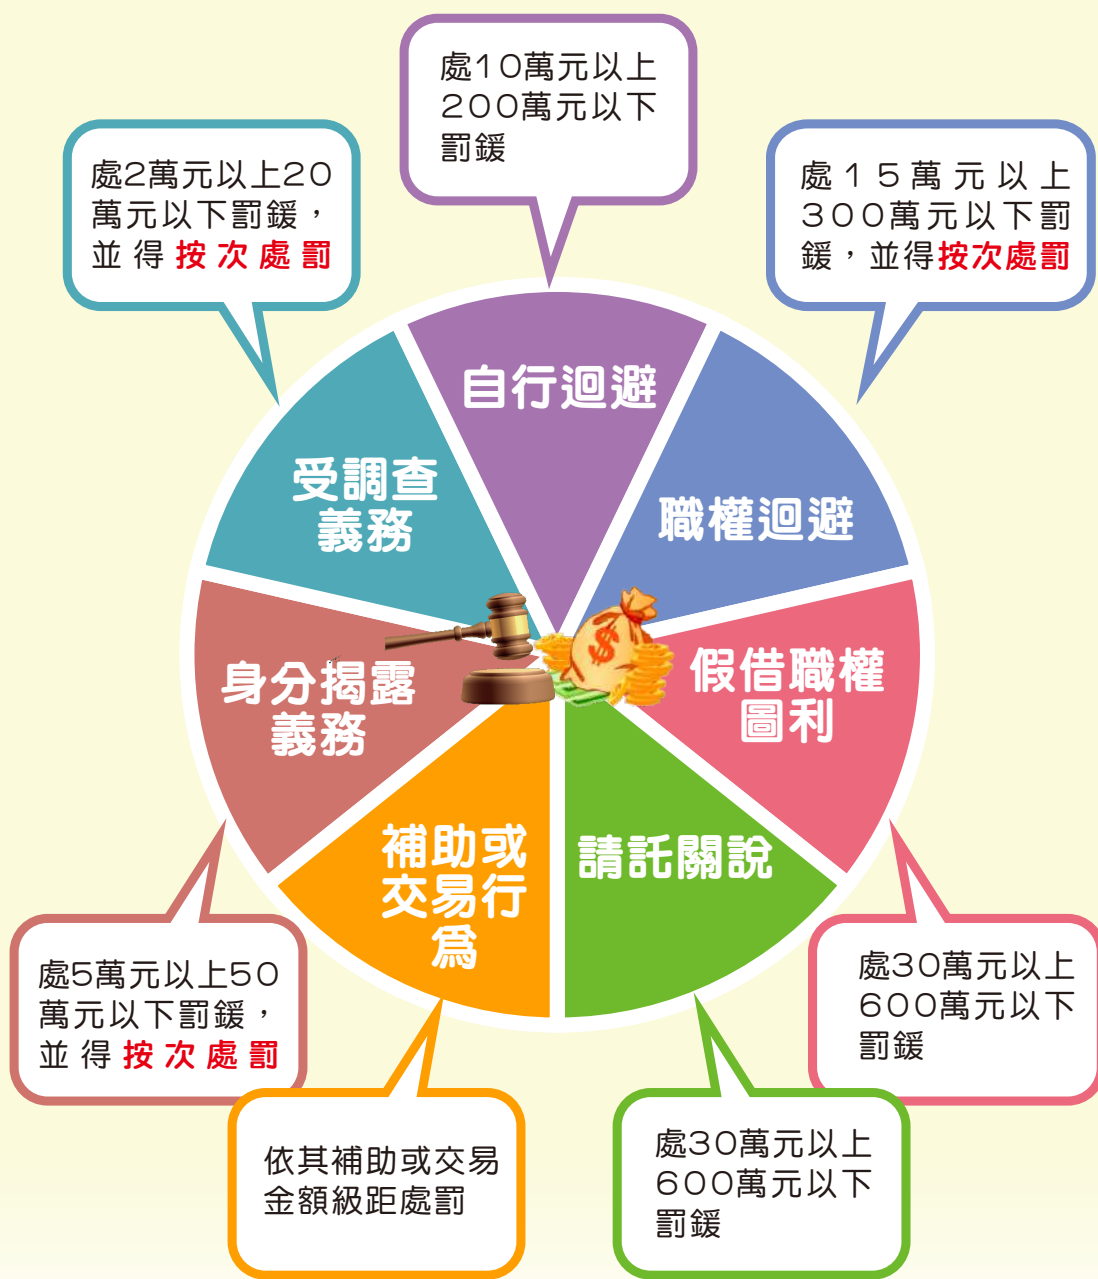 處10萬元以上
200萬元以下
罰鍰
處2萬元以上20
萬元以下罰鍰，
並得按次處罰
處15萬元以上
300萬元以下罰
鍰，並得按次處罰
自行迴避
受調查
義務
職權迴避
身分揭露
義務
假借職權
圖利
補助或
交易行
為
請託關說
處5萬元以上50
萬元以下罰鍰，
並得按次處罰
處30萬元以上
600萬元以下
罰鍰
依其補助或交易
金額級距處罰
處30萬元以上
600萬元以下
罰鍰